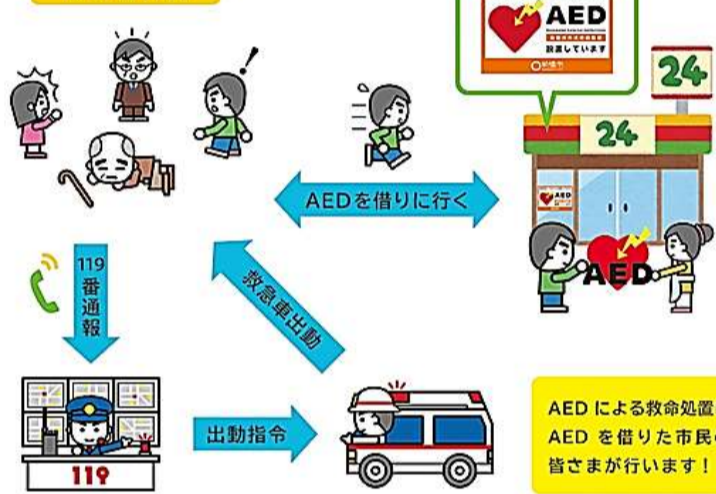 AED
設置しています
24
24
AED
AEDを借りに行く
AED
119
番通報
救急車出動
出動指令
119
AED による救命処置
AED を借りた市民
皆さまが行います！